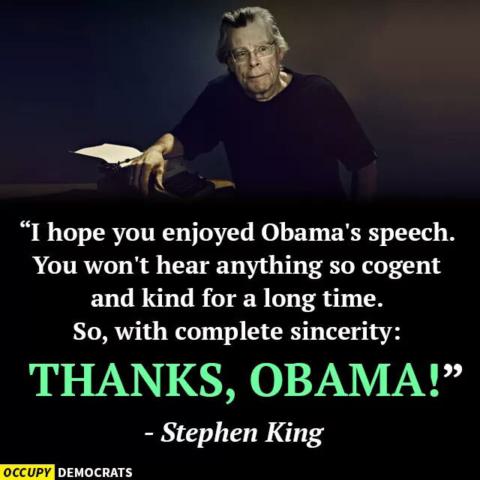 “I hope you enjoyed Obama's speech.
You won't hear anything so cogent
and kind for a long time.
So, with complete sincerity:
THANKS, OBAMA!”
- Stephen King
OCCUPY DEMOCRATS